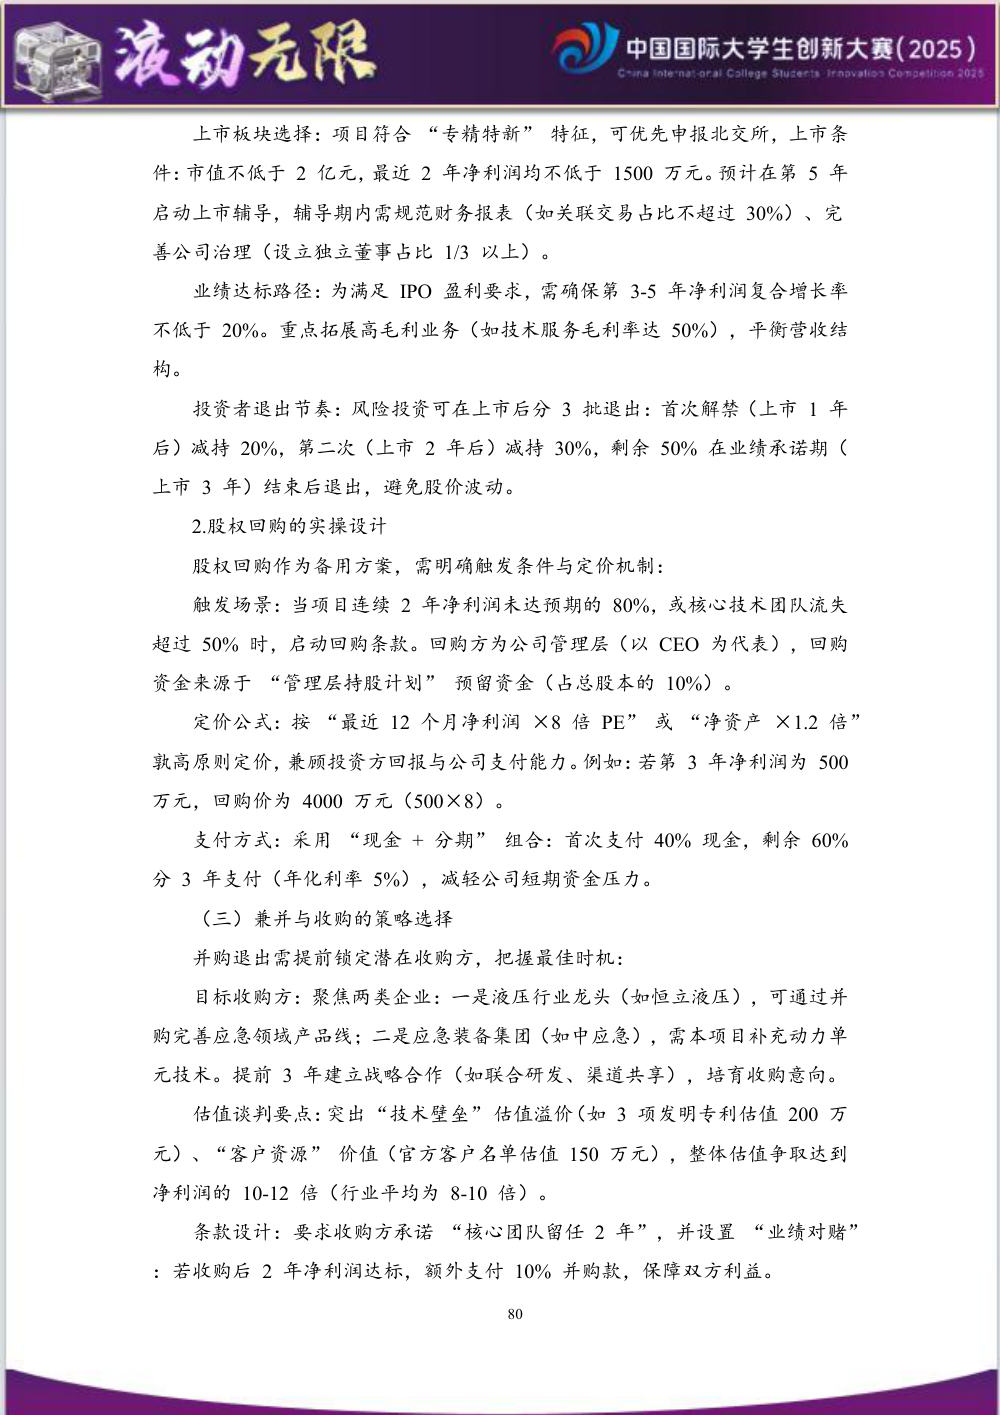 液动无限
中国国际大学生创新大赛(2025)
China International College Students' Innovation Competition 2025
上市板块选择：项目符合 “专精特新” 特征，可优先申报北交所，上市条
件：市值不低于 2 亿元，最近 2 年净利润均不低于 1500 万元。预计在第 5 年
启动上市辅导，辅导期内需规范财务报表（如关联交易占比不超过 30%）、完
善公司治理（设立独立董事占比 1/3 以上）。
业绩达标路径：为满足 IPO 盈利要求，需确保第 3-5 年净利润复合增长率
不低于 20%。重点拓展高毛利业务（如技术服务毛利率达 50%），平衡营收结
构。
投资者退出节奏：风险投资可在上市后分 3 批退出：首次解禁（上市 1 年
后）减持 20%，第二次（上市 2 年后）减持 30%，剩余 50% 在业绩承诺期（
上市 3 年）结束后退出，避免股价波动。
2.股权回购的实操设计
股权回购作为备用方案，需明确触发条件与定价机制：
触发场景：当项目连续 2 年净利润未达预期的 80%，或核心技术团队流失
超过 50% 时，启动回购条款。回购方为公司管理层（以 CEO 为代表），回购
资金来源于 “管理层持股计划” 预留资金（占总股本的 10%）。
定价公式：按 “最近 12 个月净利润 ×8 倍 PE” 或 “净资产 ×1.2 倍”
孰高原则定价，兼顾投资方回报与公司支付能力。例如：若第 3 年净利润为 500
万元，回购价为 4000 万元（500×8）。
支付方式：采用 “现金 + 分期” 组合：首次支付 40% 现金，剩余 60%
分 3 年支付（年化利率 5%），减轻公司短期资金压力。
（三）兼并与收购的策略选择
并购退出需提前锁定潜在收购方，把握最佳时机：
目标收购方：聚焦两类企业：一是液压行业龙头（如恒立液压），可通过并
购完善应急领域产品线；二是应急装备集团（如中应急），需本项目补充动力单
元技术。提前 3 年建立战略合作（如联合研发、渠道共享），培育收购意向。
估值谈判要点：突出 “技术壁垒” 估值溢价（如 3 项发明专利估值 200 万
元）、“客户资源” 价值（官方客户名单估值 150 万元），整体估值争取达到
净利润的 10-12 倍（行业平均为 8-10 倍）。
条款设计：要求收购方承诺 “核心团队留任 2 年”，并设置 “业绩对赌”
：若收购后 2 年净利润达标，额外支付 10% 并购款，保障双方利益。
80